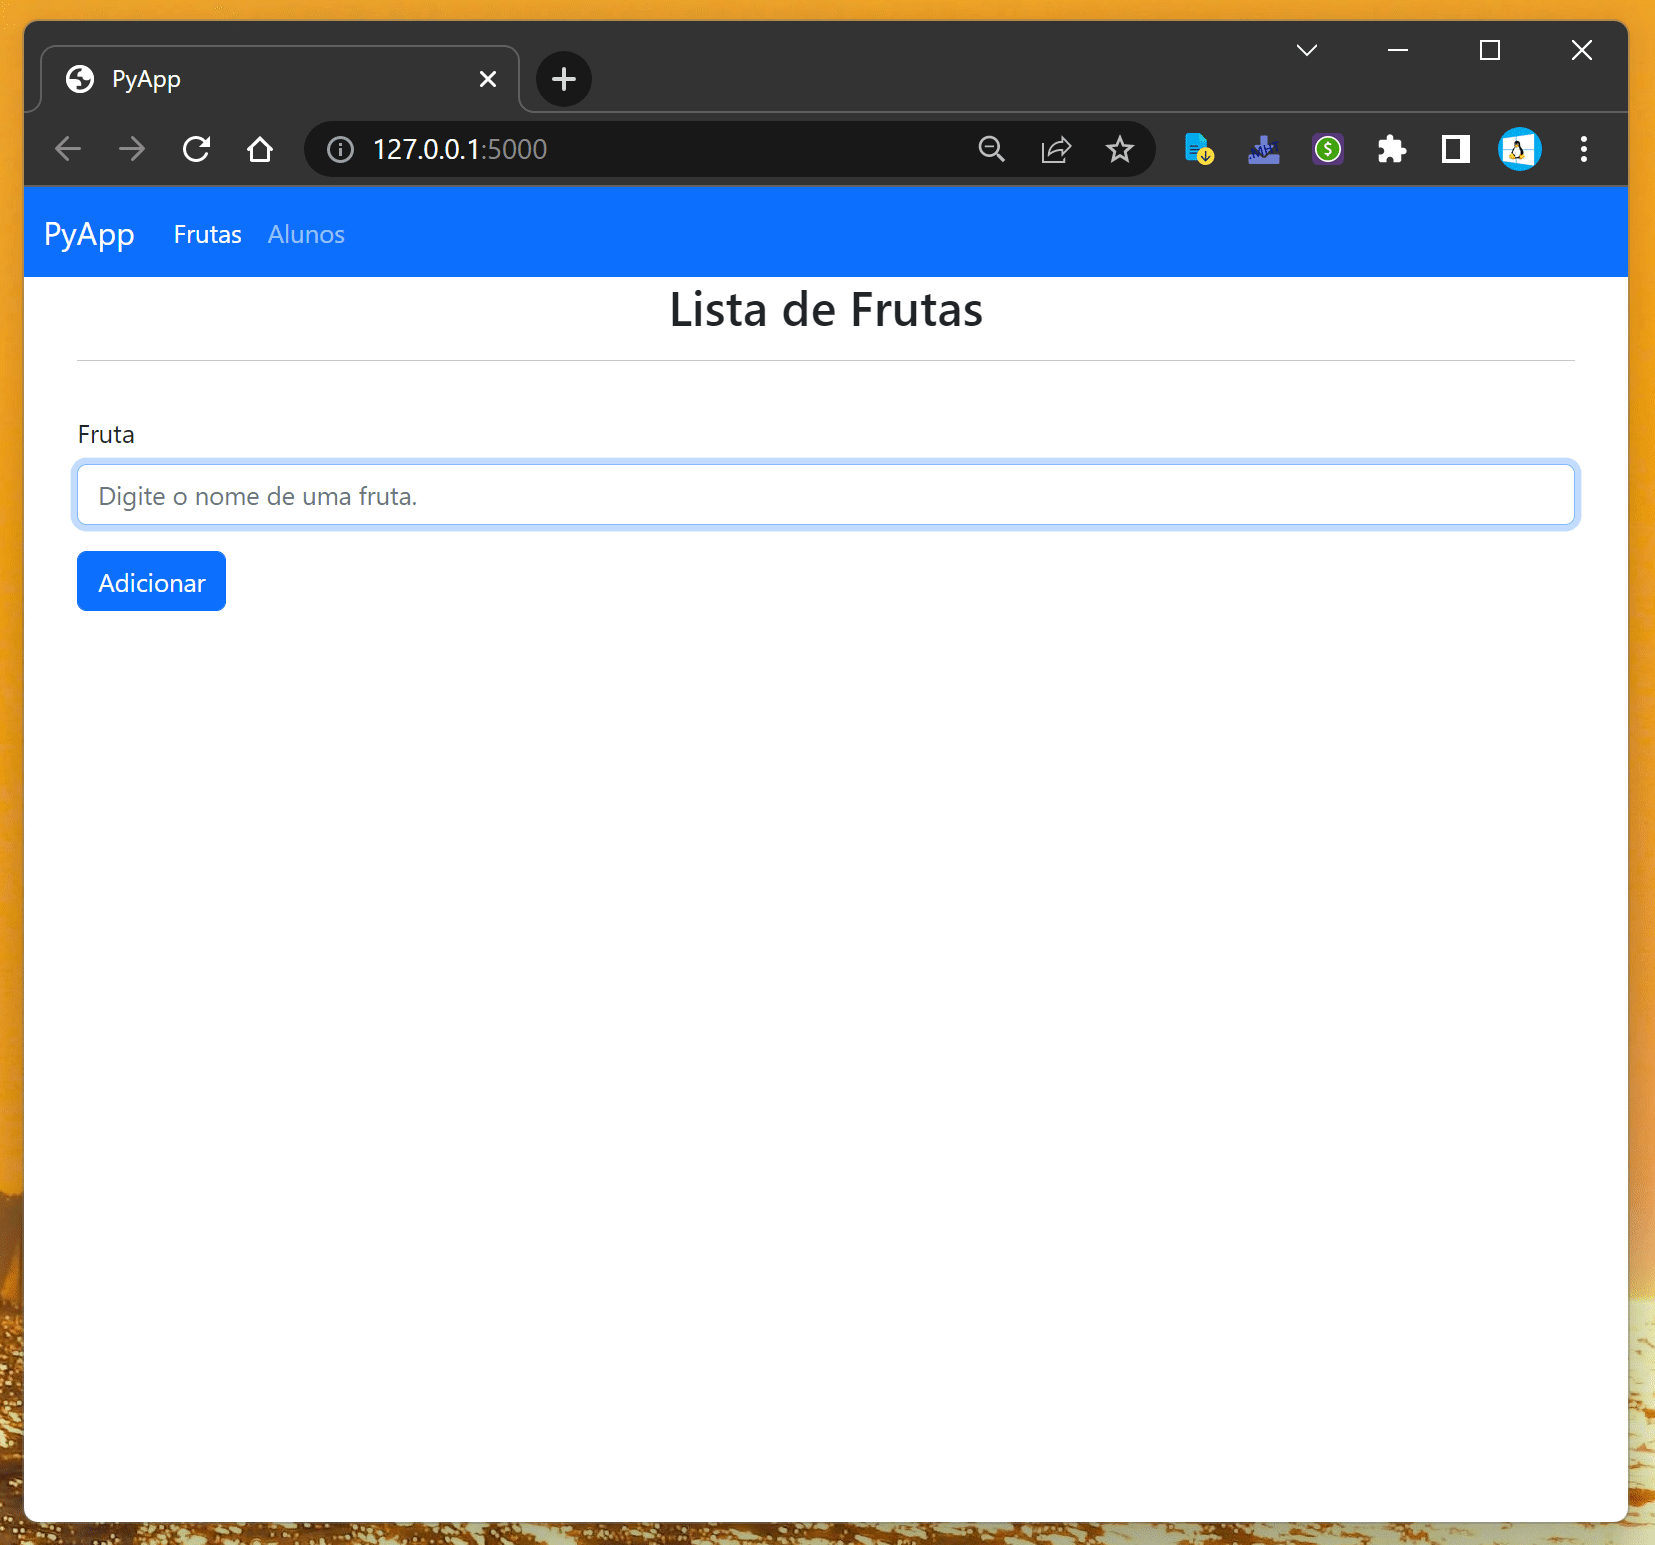 PyApp
127.0.0.1:5000
PyApp Frutas Alunos
Lista de Frutas
Fruta
Digite o nome de uma fruta.
Adicionar